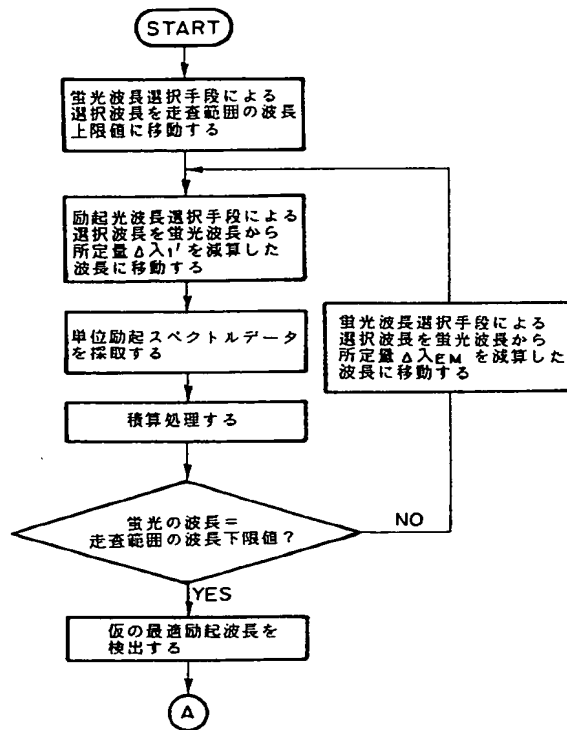 START
蛍光波長選択手段による
選択波長を走査範囲の波長
上限値に移動する
励起光波長選択手段による
選択波長を蛍光波長から
所定量Δλ1′を減算した
波長に移動する
単位励起スペクトルデータ
を採取する
積算処理する
蛍光の波長=
走査範囲の波長下限値?
NO
蛍光波長選択手段による
選択波長を蛍光波長から
所定量ΔλEMを減算した
波長に移動する
YES
仮の最適励起波長を
検出する
A